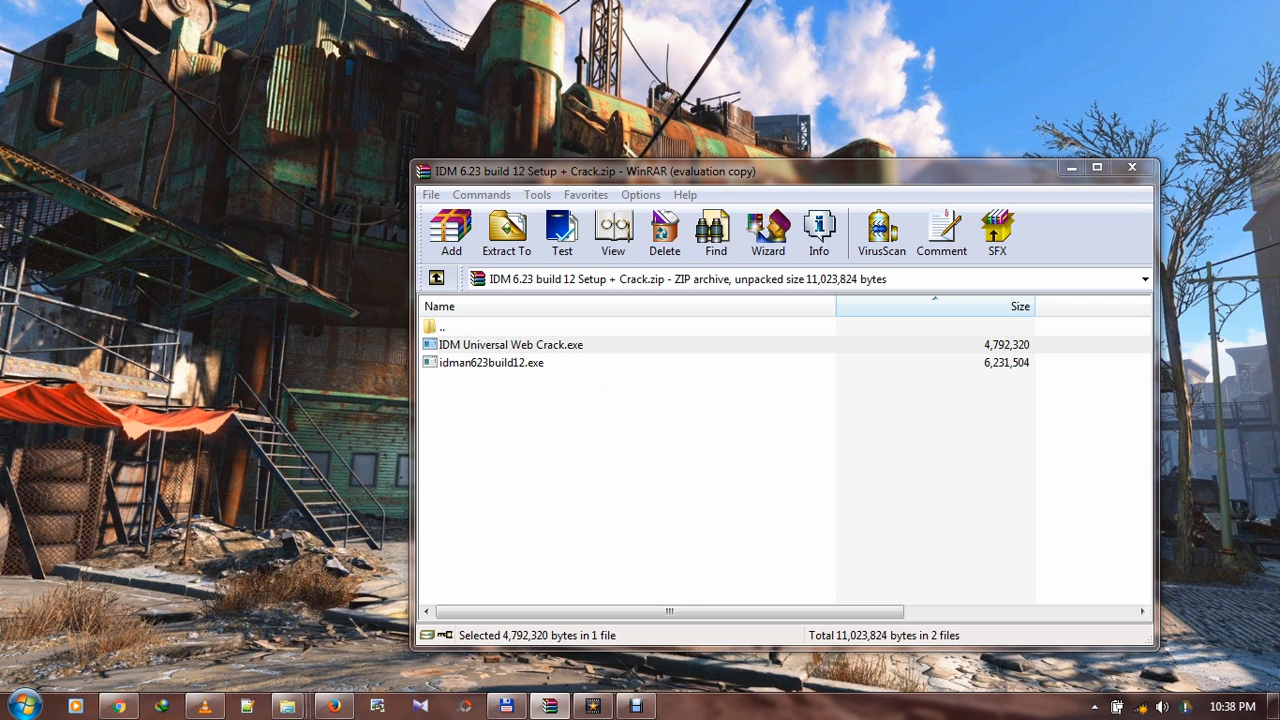 IDM 6.23 build 12 Setup + Crack.zip - WinRAR (evaluation copy)
File Commands Tools Favorites Options Help
Add Extract To Test View Delete Find Wizard Info VirusScan Comment SFX
IDM 6.23 build 12 Setup + Crack.zip - ZIP archive, unpacked size 11,023,824 bytes
Name Size
..
IDM Universal Web Crack.exe 4,792,320
idman623build12.exe 6,231,504
Selected 4,792,320 bytes in 1 file Total 11,023,824 bytes in 2 files
10:38 PM